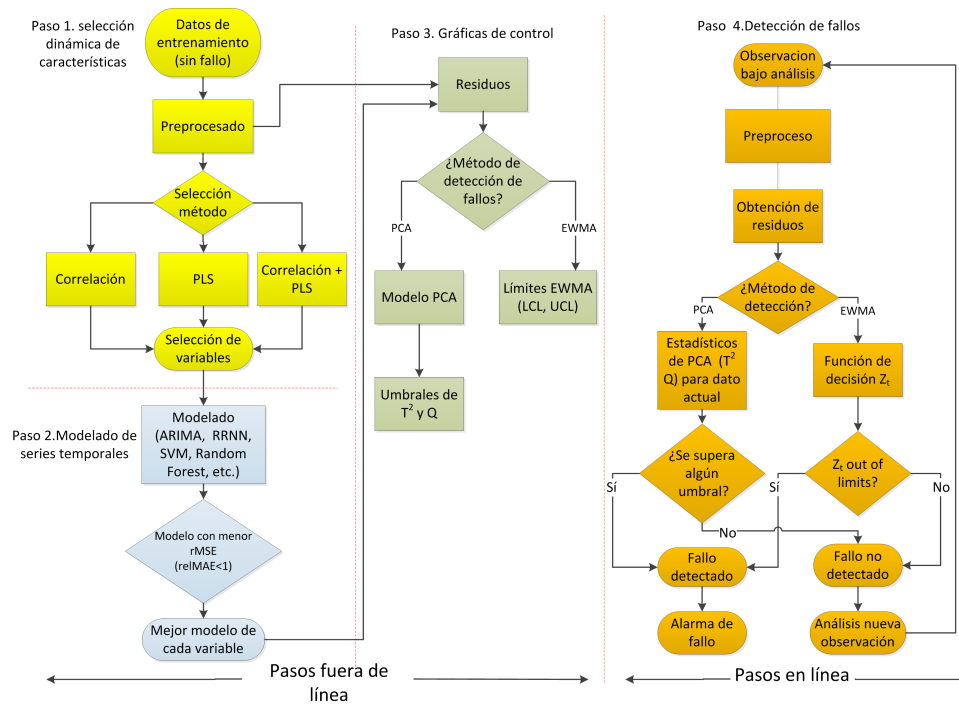 Paso 1. selección
dinámica de
características
Datos de
entrenamiento
(sin fallo)
Preprocesado
Selección
método
Correlación
PLS
Correlación +
PLS
Selección de
variables
Paso 2.Modelado de
series temporales
Modelado
(ARIMA, RRNN,
SVM, Random
Forest, etc.)
Modelo con menor
rMSE
(relMAE<1)
Mejor modelo de
cada variable
Paso 3. Gráficas de control
Residuos
¿Método de
detección de
fallos?
PCA
EWMA
Modelo PCA
Límites EWMA
(LCL, UCL)
Umbrales de
T² y Q
Pasos fuera de
línea
Paso 4.Detección de fallos
Observacion
bajo análisis
Preproceso
Obtención de
residuos
¿Método de
detección?
PCA
EWMA
Estadísticos
de PCA (T²
Q) para dato
actual
Función de
decisión Zₜ
¿Se supera
algún
umbral?
Zₜ out of
limits?
Sí
Sí
No
No
Fallo
detectado
Fallo no
detectado
Alarma de
fallo
Análisis nueva
observación
Pasos en línea